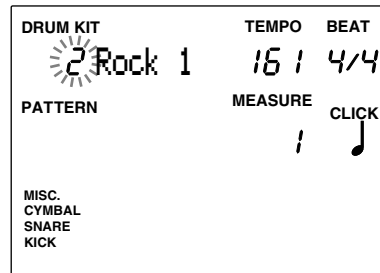 DRUM KIT TEMPO BEAT
2 Rock 1 161 4/4
PATTERN MEASURE CLICK
1
MISC.
CYMBAL
SNARE
KICK